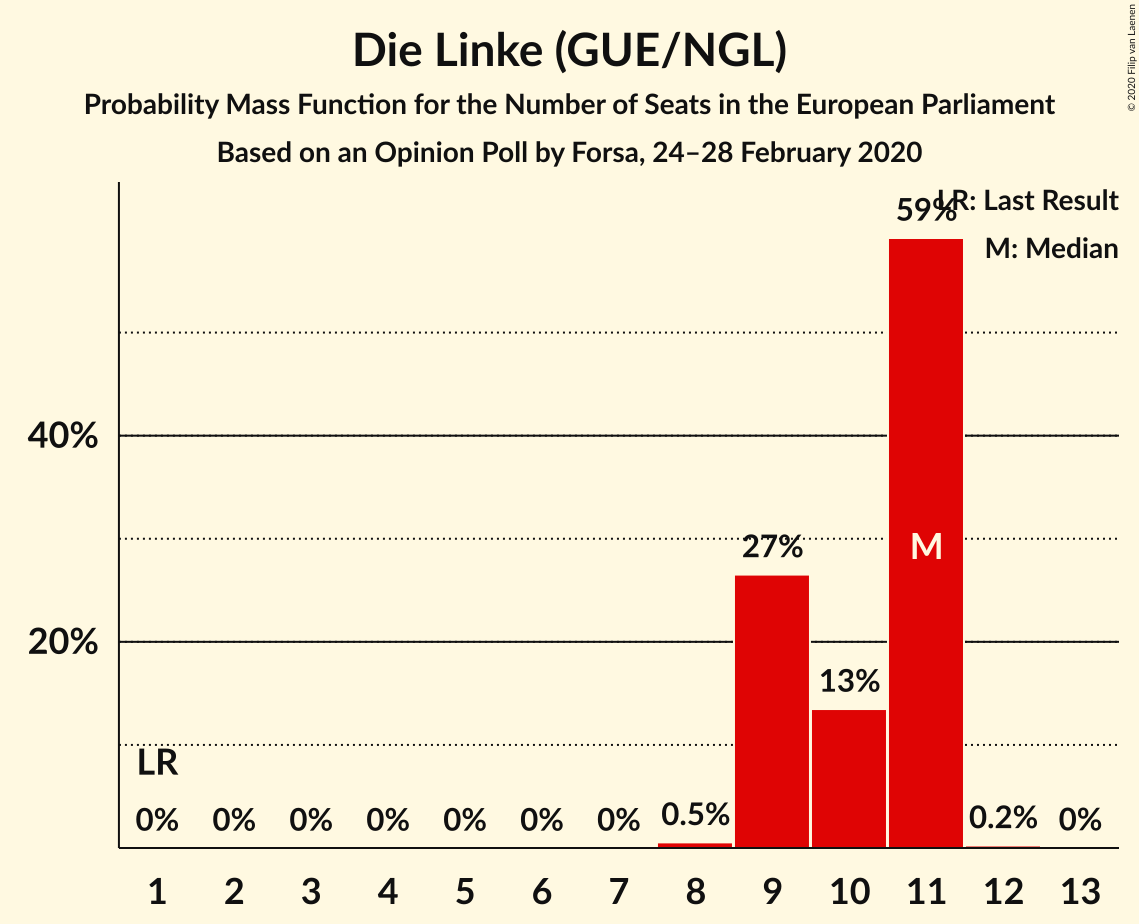 Die Linke (GUE/NGL)
Probability Mass Function for the Number of Seats in the European Parliament
Based on an Opinion Poll by Forsa, 24–28 February 2020
© 2020 Filip van Laenen
LR: Last Result
M: Median
59%
40%
27%
M
20%
13%
LR
0% 0% 0% 0% 0% 0% 0% 0.5% 0.2% 0%
1 2 3 4 5 6 7 8 9 10 11 12 13